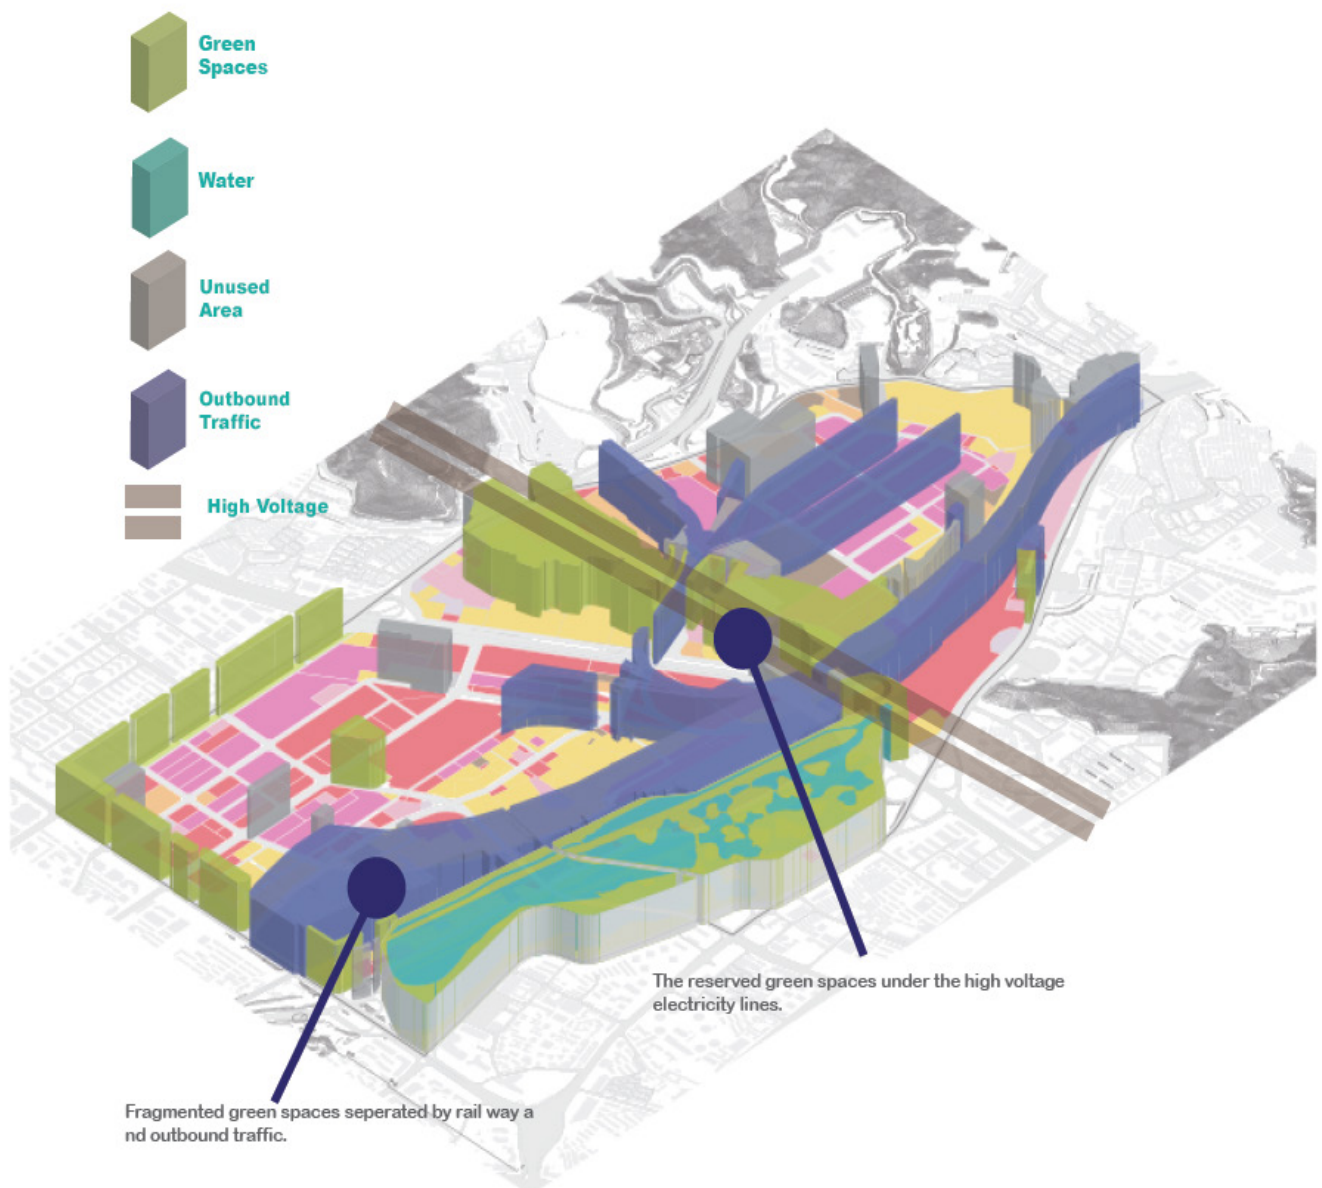 Green
Spaces
Water
Unused
Area
Outbound
Traffic
High Voltage
The reserved green spaces under the high voltage
electricity lines.
Fragmented green spaces seperated by rail way a
nd outbound traffic.